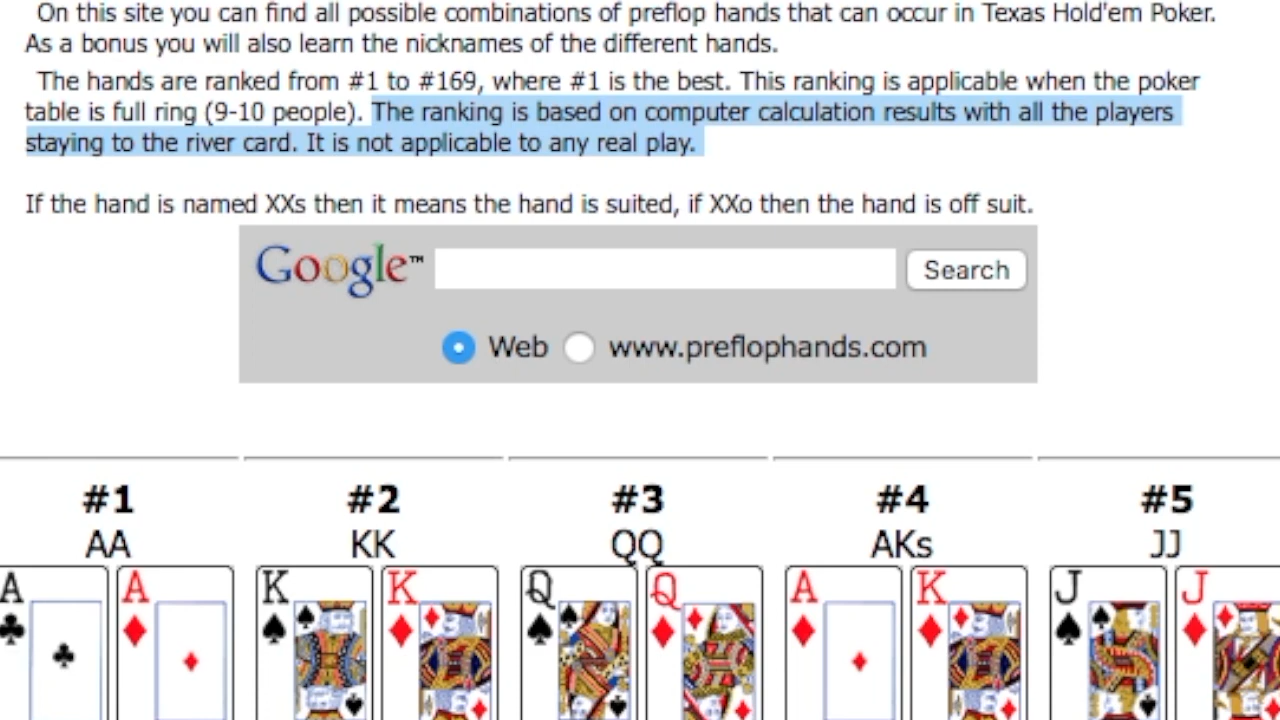 On this site you can find all possible combinations of preflop hands that can occur in Texas Hold'em Poker.
As a bonus you will also learn the nicknames of the different hands.
The hands are ranked from #1 to #169, where #1 is the best. This ranking is applicable when the poker
table is full ring (9-10 people). The ranking is based on computer calculation results with all the players
staying to the river card. It is not applicable to any real play.
If the hand is named XXs then it means the hand is suited, if XXo then the hand is off suit.
Google™ Search
Web www.preflophands.com
#1 #2 #3 #4 #5
AA KK QQ AKs JJ
A A K K Q Q A K J J